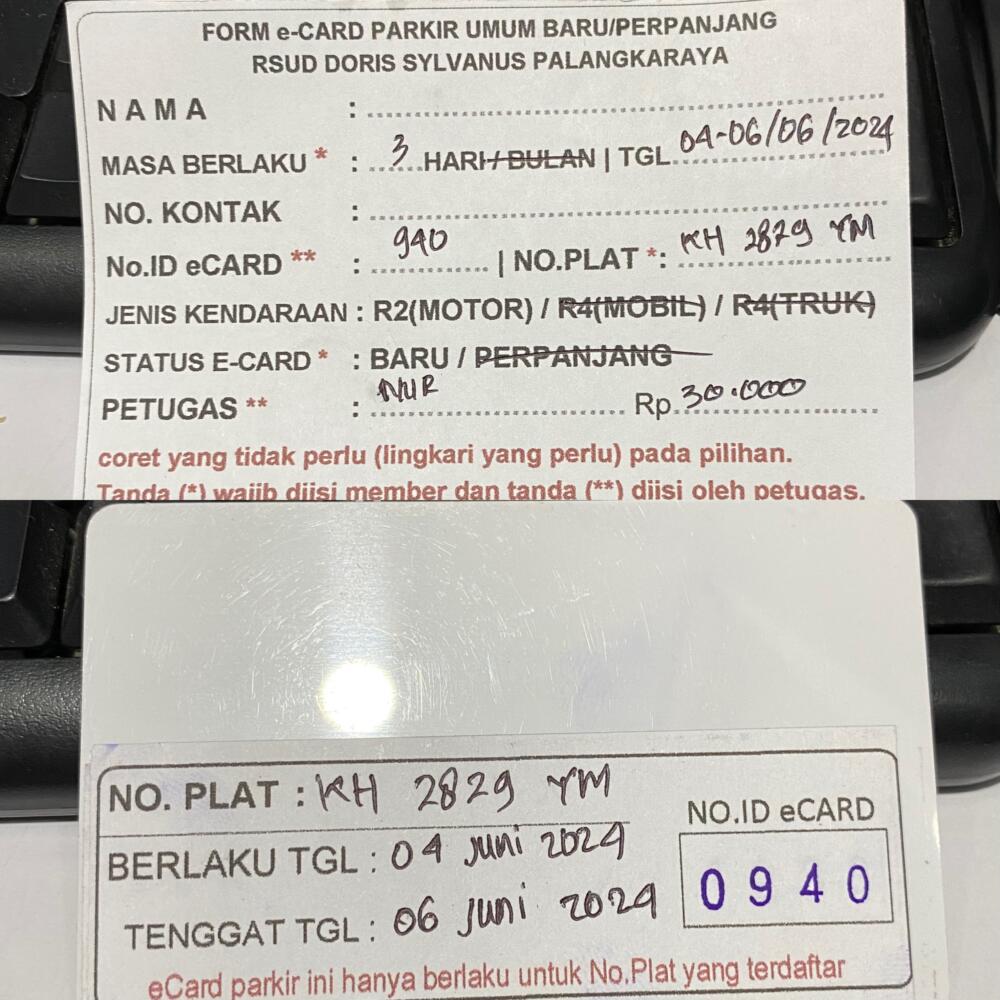 FORM e-CARD PARKIR UMUM BARU/PERPANJANG
RSUD DORIS SYLVANUS PALANGKARAYA
N A M A :
MASA BERLAKU * : 3 HARI / BULAN | TGL 04-06/06/2024
NO. KONTAK :
No.ID eCARD ** : 940 | NO.PLAT *: KH 2829 YM
JENIS KENDARAAN : R2(MOTOR) / R4(MOBIL) / R4(TRUK)
STATUS E-CARD * : BARU / PERPANJANG
PETUGAS ** : NUR Rp 30.000
coret yang tidak perlu (lingkari yang perlu) pada pilihan.
Tanda (*) wajib diisi member dan tanda (**) diisi oleh petugas.
NO. PLAT : KH 2829 YM
NO.ID eCARD
BERLAKU TGL : 04 Juni 2024
0940
TENGGAT TGL : 06 Juni 2024
eCard parkir ini hanya berlaku untuk No.Plat yang terdaftar